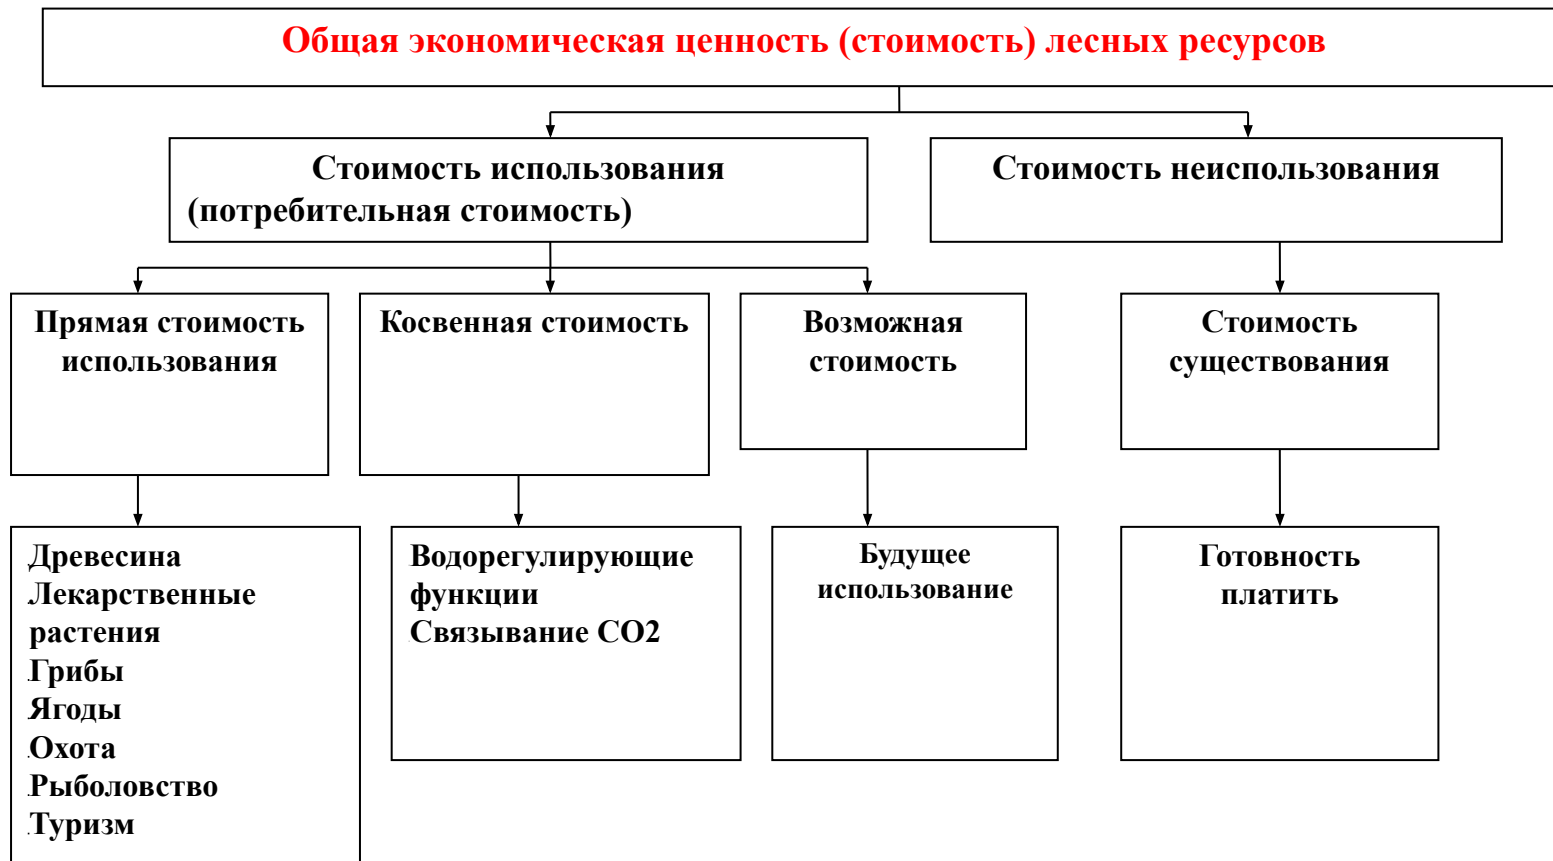 Общая экономическая ценность (стоимость) лесных ресурсов
Стоимость использования
(потребительная стоимость)
Стоимость неиспользования
Прямая стоимость
использования
Косвенная стоимость
Возможная
стоимость
Стоимость
существования
Древесина
Лекарственные
растения
Грибы
Ягоды
Охота
Рыболовство
Туризм
Водорегулирующие
функции
Связывание СО2
Будущее
использование
Готовность
платить